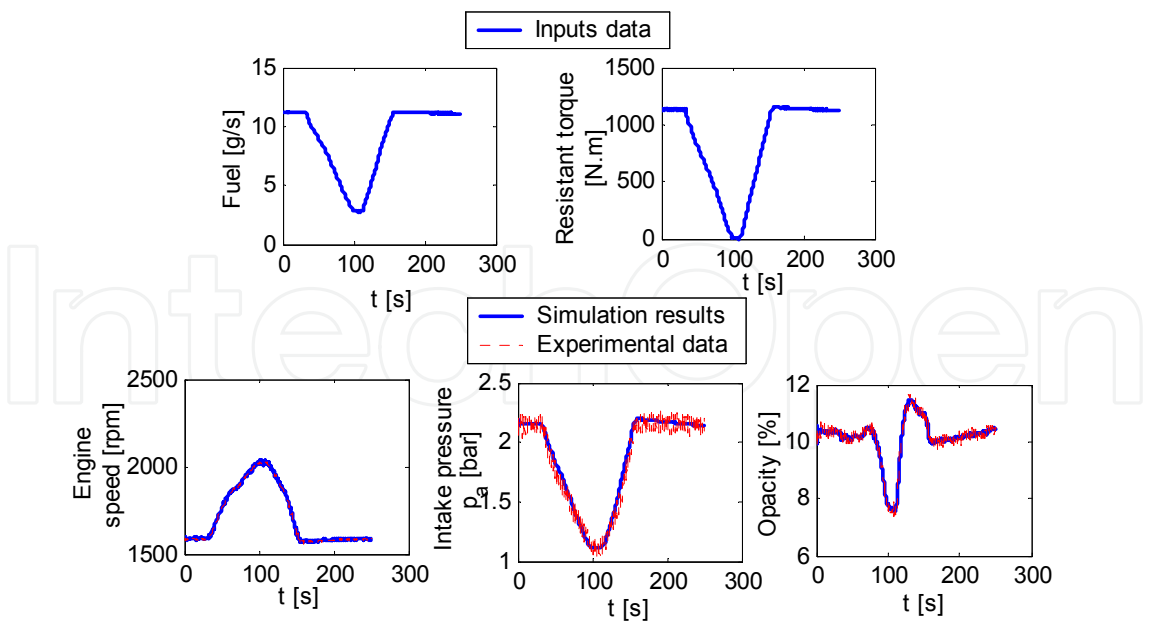 Inputs data
15
10
5
0
Fuel [g/s]
0 100 200 300
t [s]
1500
1000
500
0
Resistant torque
[N.m]
0 100 200 300
t [s]
Simulation results
Experimental data
2500
2000
1500
Engine
speed [rpm]
0 100 200 300
t [s]
2.5
2
1.5
1
Intake pressure
pa [bar]
0 100 200 300
t [s]
12
10
8
6
Opacity [%]
0 100 200 300
t [s]
IntechOpen